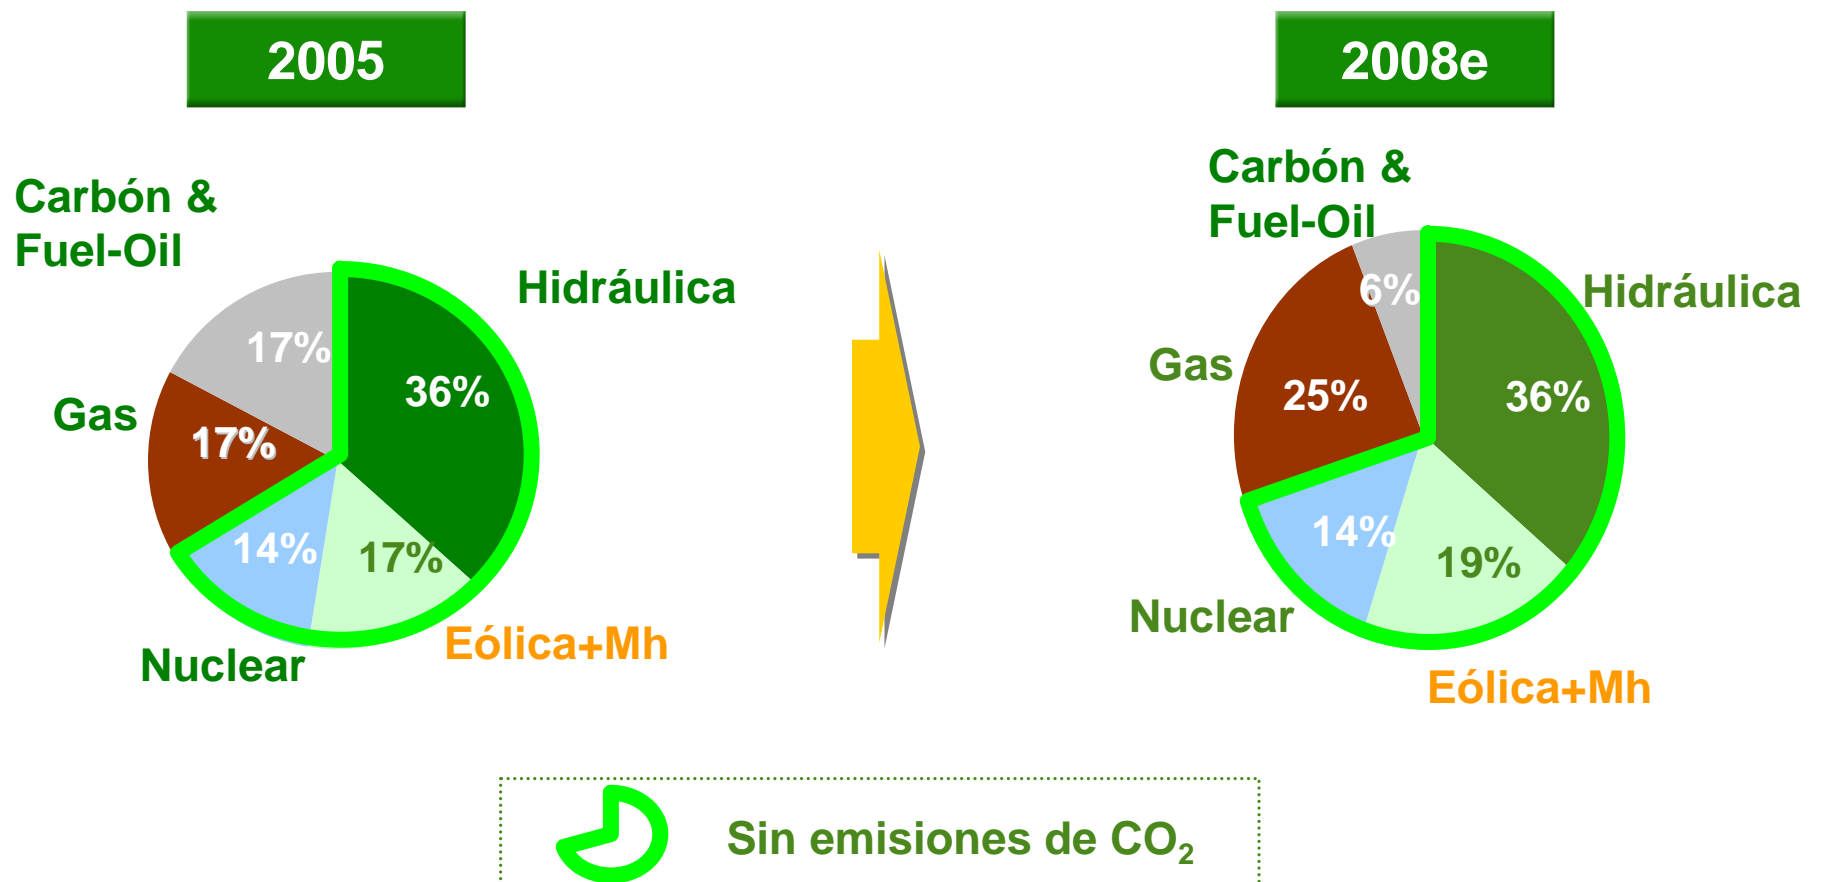 2005
2008e
Carbón &
Fuel-Oil
Hidráulica
17%
36%
Gas
17%
14%
17%
Nuclear
Eólica+Mh
Carbón &
Fuel-Oil
Hidráulica
6%
Gas
25%
36%
14%
19%
Nuclear
Eólica+Mh
Sin emisiones de CO₂